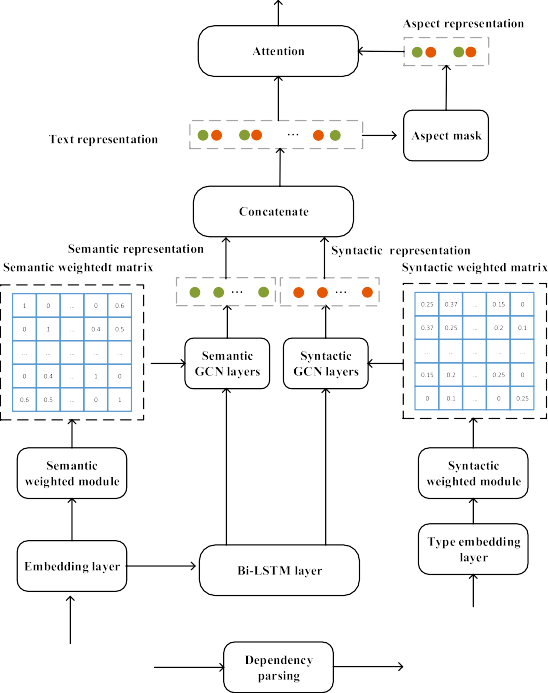 Aspect representation
Attention
Text representation
...
Aspect mask
Concatenate
Semantic representation
Syntactic representation
Semantic weightedt matrix
Syntactic weighted matrix
...
...
1 0 ... 0 0.6
0 1 ... 0.4 0.5
... ... ... ... ...
0 0.4 ... 1 0
0.6 0.5 ... 0 1
0.25 0.37 ... 0.15 0
0.37 0.25 ... 0.2 0.1
... ... ... ... ...
0.15 0.2 ... 0.25 0
0 0.1 ... 0 0.25
Semantic
GCN layers
Syntactic
GCN layers
Semantic
weighted module
Syntactic
weighted module
Embedding layer
Bi-LSTM layer
Type embedding
layer
Dependency
parsing